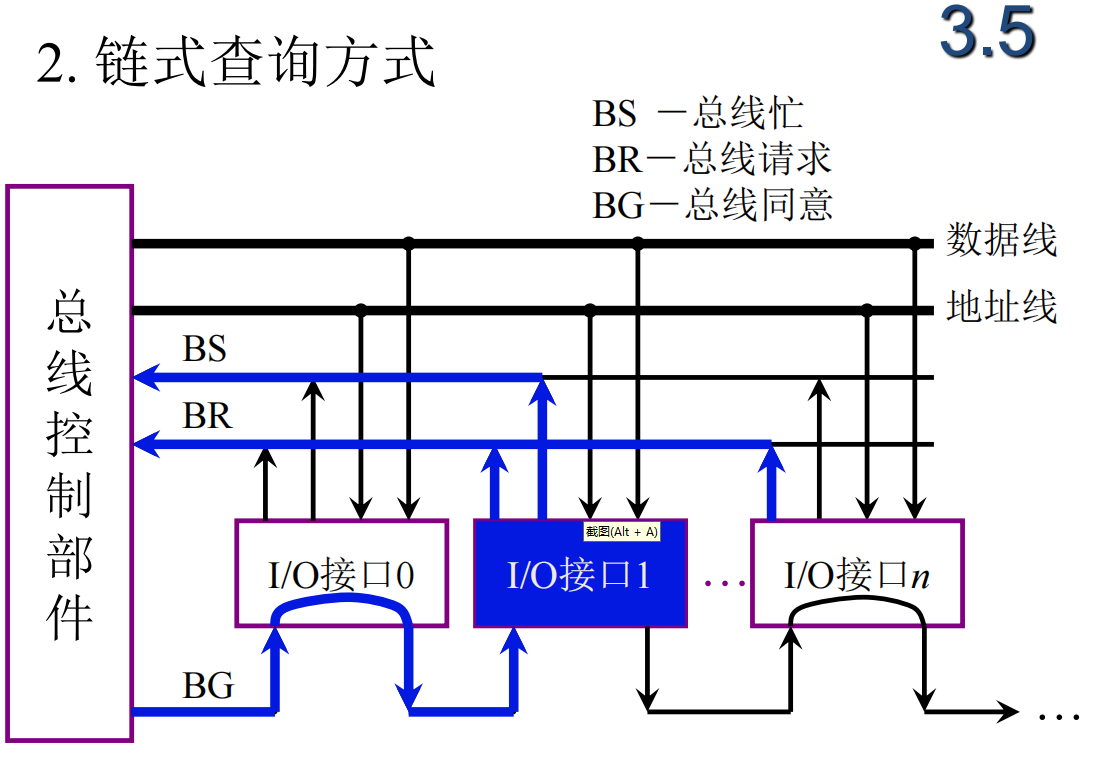 3.5
2. 链式查询方式
BS －总线忙
BR－总线请求
BG－总线同意
数据线
地址线
总线控制部件
BS
BR
截图(Alt + A)
I/O接口0
I/O接口1
…
I/O接口n
BG
…